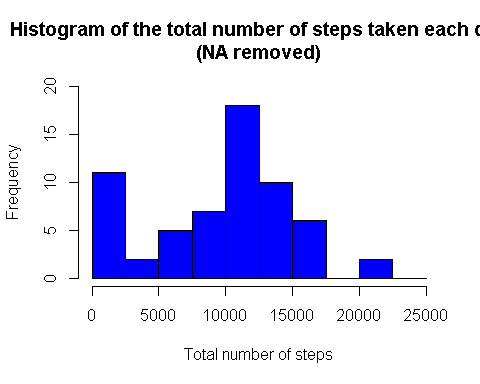 Histogram of the total number of steps taken each d
(NA removed)
Frequency
20
15
10
5
0
0 5000 10000 15000 20000 25000
Total number of steps